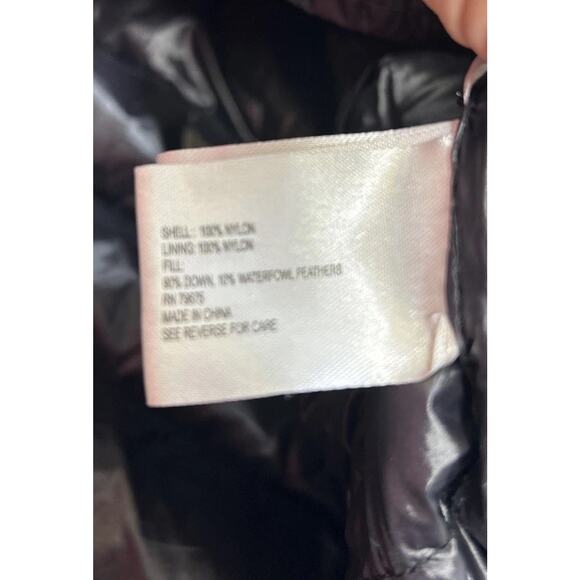 SHELL: 100% NYLON
LINING: 100% NYLON
FILL:
90% DOWN, 10% WATERFOWL FEATHERS
RN 79675
MADE IN CHINA
SEE REVERSE FOR CARE